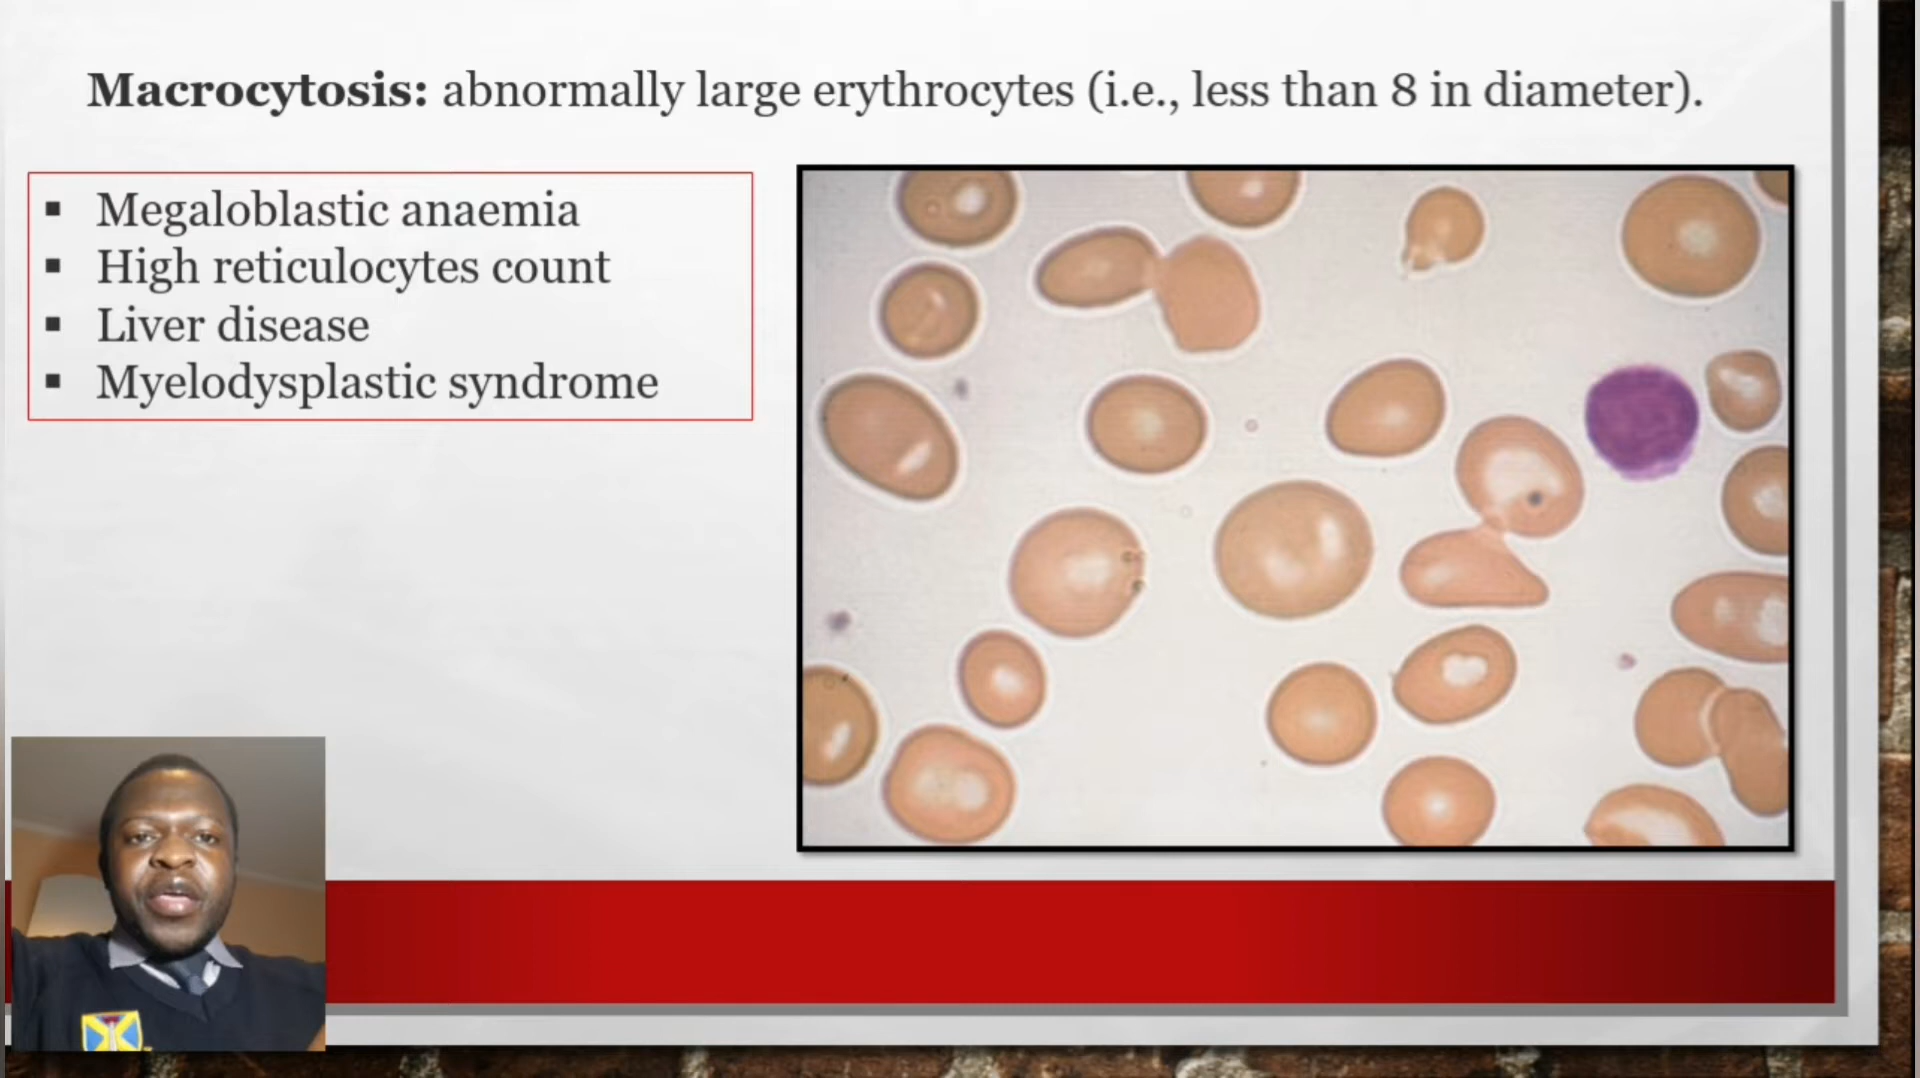 Macrocytosis: abnormally large erythrocytes (i.e., less than 8 in diameter).
▪ Megaloblastic anaemia
▪ High reticulocytes count
▪ Liver disease
▪ Myelodysplastic syndrome